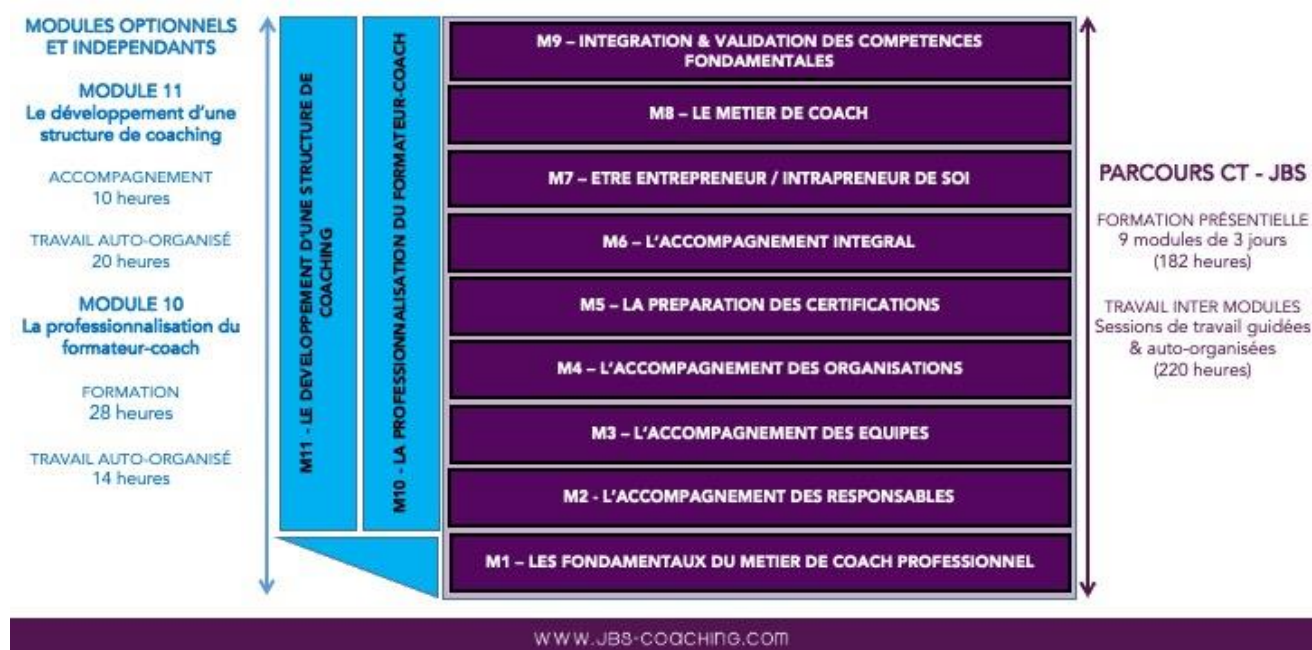 MODULES OPTIONNELS
ET INDEPENDANTS
MODULE 11
Le développement d'une
structure de coaching
ACCOMPAGNEMENT
10 heures
TRAVAIL AUTO-ORGANISÉ
20 heures
MODULE 10
La professionnalisation du
formateur-coach
FORMATION
28 heures
TRAVAIL AUTO-ORGANISÉ
14 heures
M11 - LE DEVELOPPEMENT D'UNE STRUCTURE DE
COACHING
M10 - LA PROFESSIONNALISATION DU FORMATEUR-COACH
M9 – INTEGRATION & VALIDATION DES COMPETENCES
FONDAMENTALES
M8 – LE METIER DE COACH
M7 – ETRE ENTREPRENEUR / INTRAPRENEUR DE SOI
M6 – L'ACCOMPAGNEMENT INTEGRAL
M5 – LA PREPARATION DES CERTIFICATIONS
M4 – L'ACCOMPAGNEMENT DES ORGANISATIONS
M3 – L'ACCOMPAGNEMENT DES EQUIPES
M2 - L'ACCOMPAGNEMENT DES RESPONSABLES
M1 – LES FONDAMENTAUX DU METIER DE COACH PROFESSIONNEL
PARCOURS CT - JBS
FORMATION PRÉSENTIELLE
9 modules de 3 jours
(182 heures)
TRAVAIL INTER MODULES
Sessions de travail guidées
& auto-organisées
(220 heures)
WWW.JBS-COACHING.COM